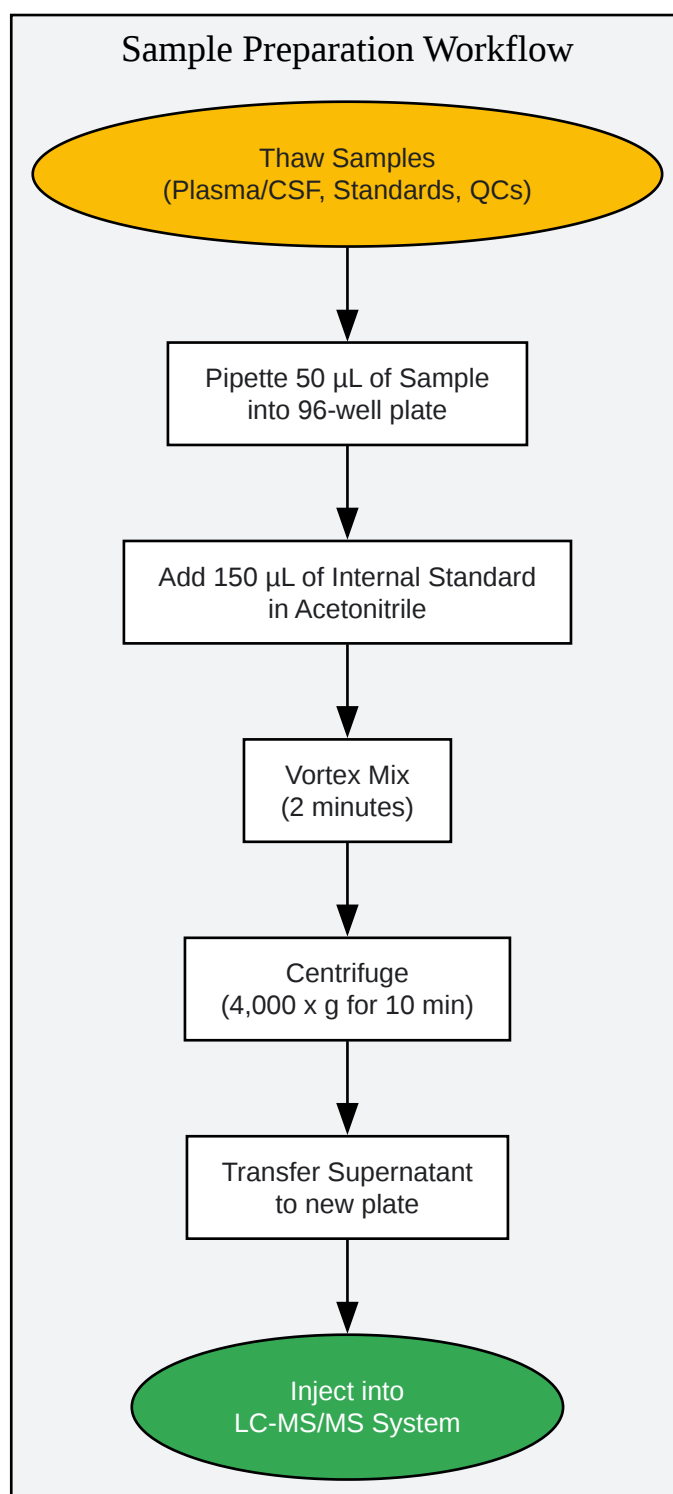 Sample Preparation Workflow
Thaw Samples
(Plasma/CSF, Standards, QCs)
Pipette 50 µL of Sample
into 96-well plate
Add 150 µL of Internal Standard
in Acetonitrile
Vortex Mix
(2 minutes)
Centrifuge
(4,000 x g for 10 min)
Transfer Supernatant
to new plate
Inject into
LC-MS/MS System